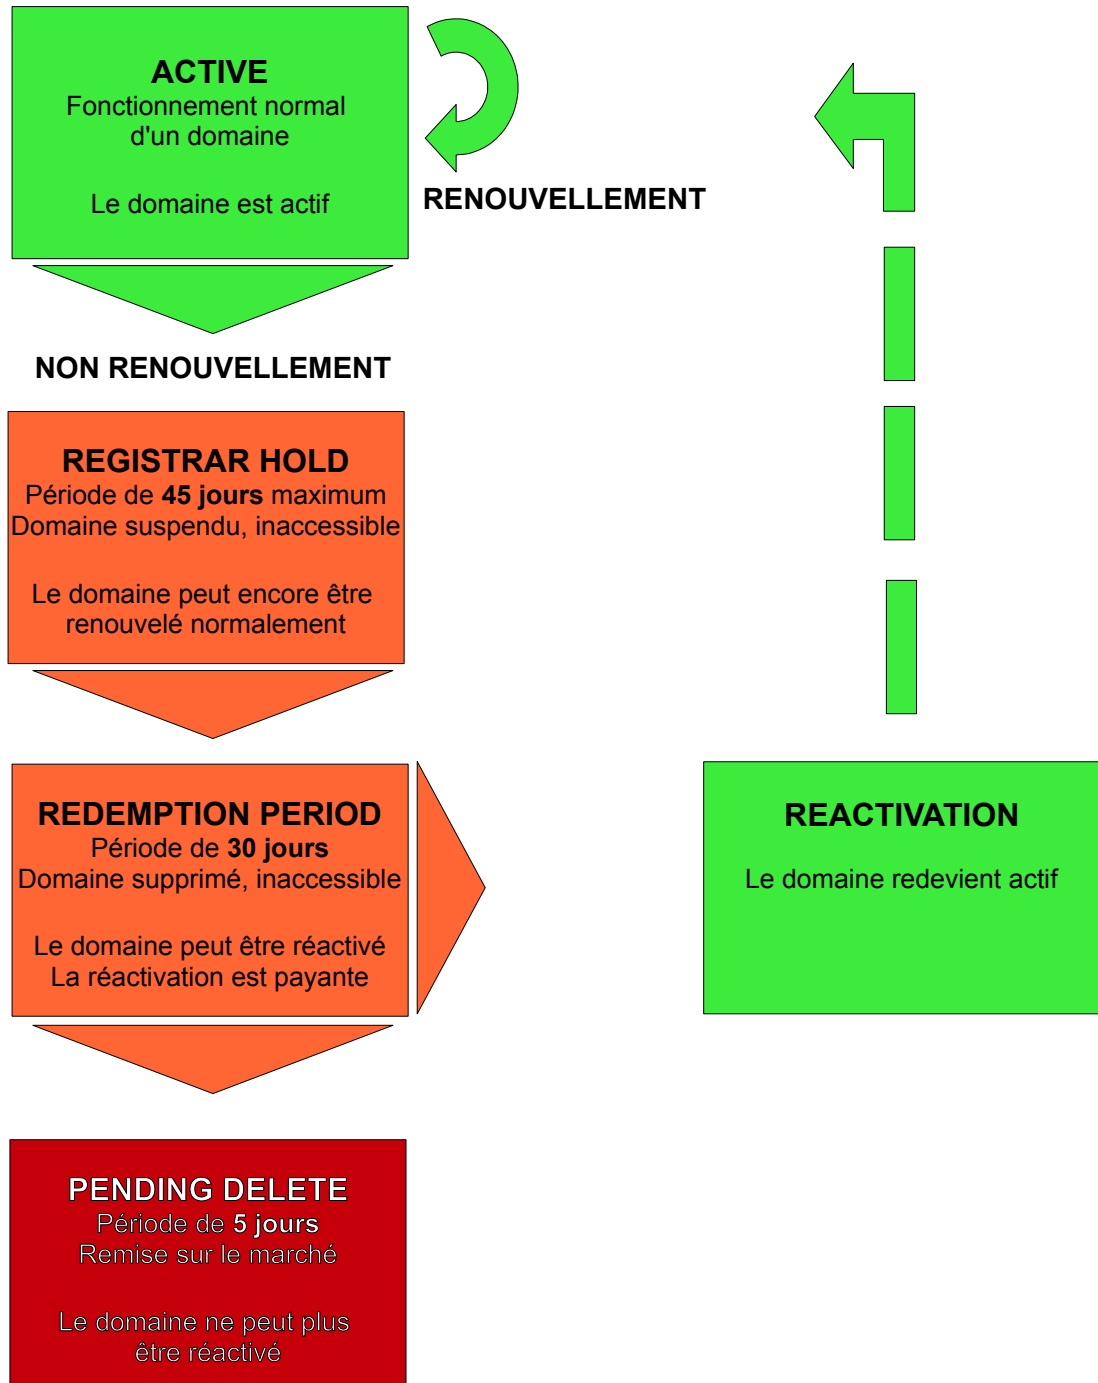 ACTIVE
Fonctionnement normal
d'un domaine
Le domaine est actif
RENOUVELLEMENT
NON RENOUVELLEMENT
REGISTRAR HOLD
Période de 45 jours maximum
Domaine suspendu, inaccessible
Le domaine peut encore être
renouvelé normalement
REDEMPTION PERIOD
Période de 30 jours
Domaine supprimé, inaccessible
Le domaine peut être réactivé
La réactivation est payante
REACTIVATION
Le domaine redevient actif
PENDING DELETE
Période de 5 jours
Remise sur le marché
Le domaine ne peut plus
être réactivé